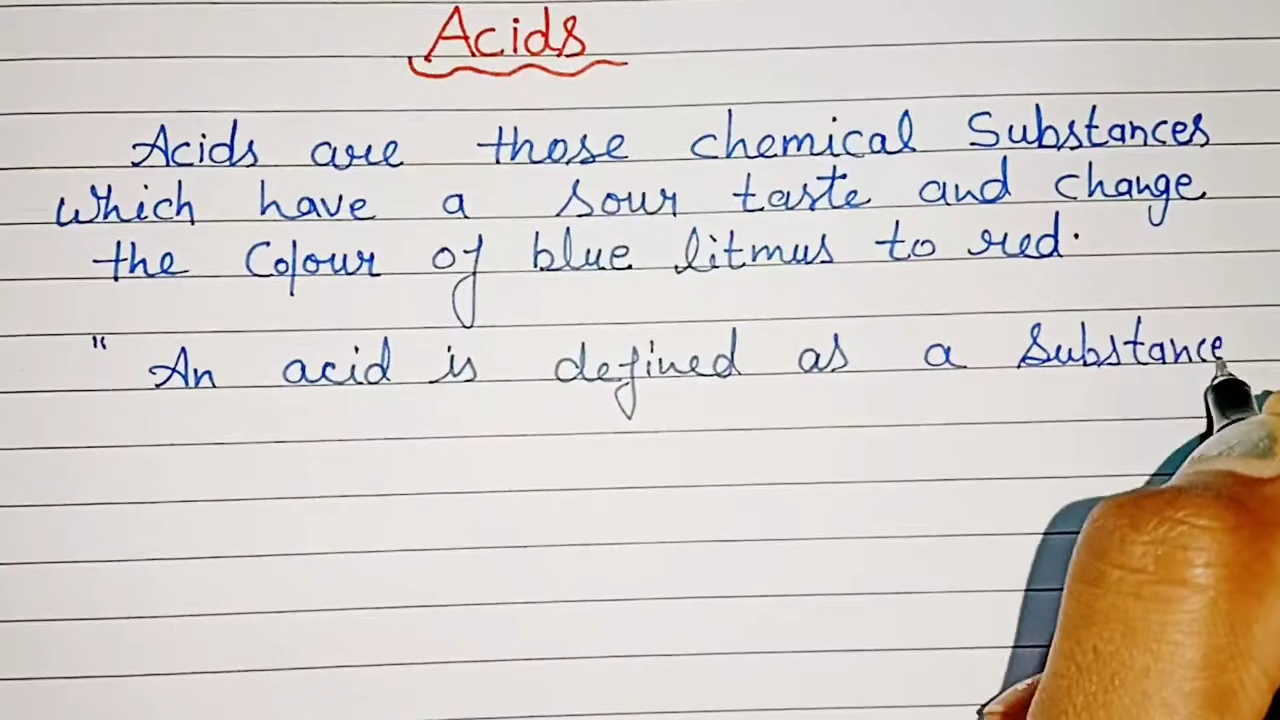 Acids
Acids are those chemical Substances
which have a sour taste and change
the Colour of blue litmus to red.
" An acid is defined as a Substance